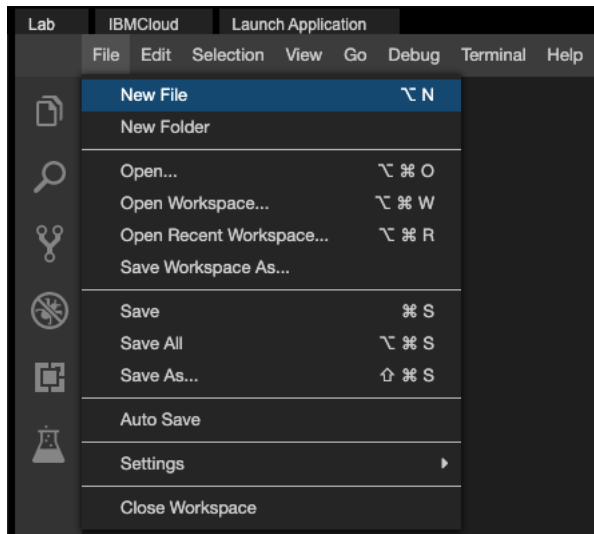 Lab IBMCloud Launch Application
File Edit Selection View Go Debug Terminal Help
New File ⌥ N
New Folder
Open... ⌥ ⌘ O
Open Workspace... ⌥ ⌘ W
Open Recent Workspace... ⌥ ⌘ R
Save Workspace As...
Save ⌘ S
Save All ⌥ ⌘ S
Save As... ⇧ ⌘ S
Auto Save
Settings
Close Workspace